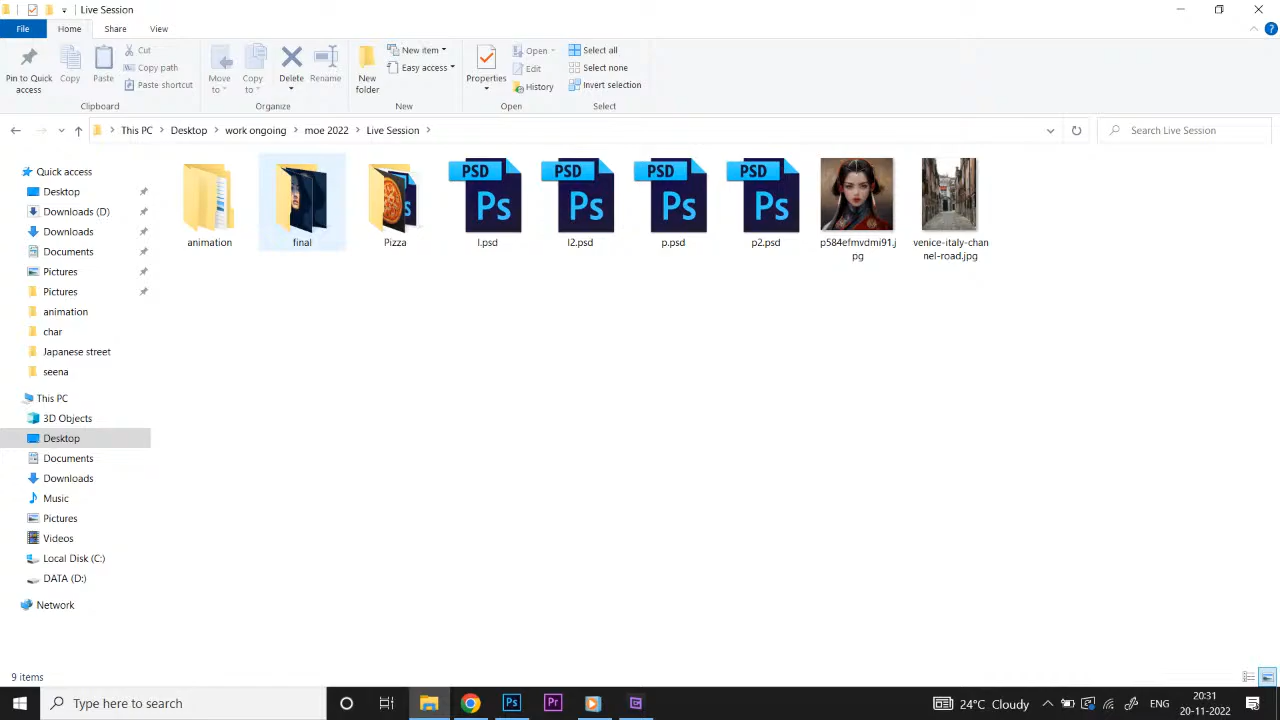 Live Session
File Home Share View
Pin to Quick access
Copy
Paste
Cut
Copy path
Paste shortcut
Clipboard
Move to
Copy to
Delete
Rename
Organize
New folder
New item
Easy access
New
Properties
Open
Edit
History
Open
Select all
Select none
Invert selection
Select
This PC > Desktop > work ongoing > moe 2022 > Live Session >
Search Live Session
Quick access
Desktop
Downloads (D)
Downloads
Documents
Pictures
Pictures
animation
char
Japanese street
seena
This PC
3D Objects
Desktop
Documents
Downloads
Music
Pictures
Videos
Local Disk (C:)
DATA (D:)
Network
PSD PSD PSD PSD
Ps Ps Ps Ps
animation
final
Pizza
l.psd
l2.psd
p.psd
p2.psd
p584efmvdmi91.j
pg
venice-italy-chan
nel-road.jpg
9 items
Type here to search
Ps
Pr
24°C Cloudy
ENG
20:31
20-11-2022